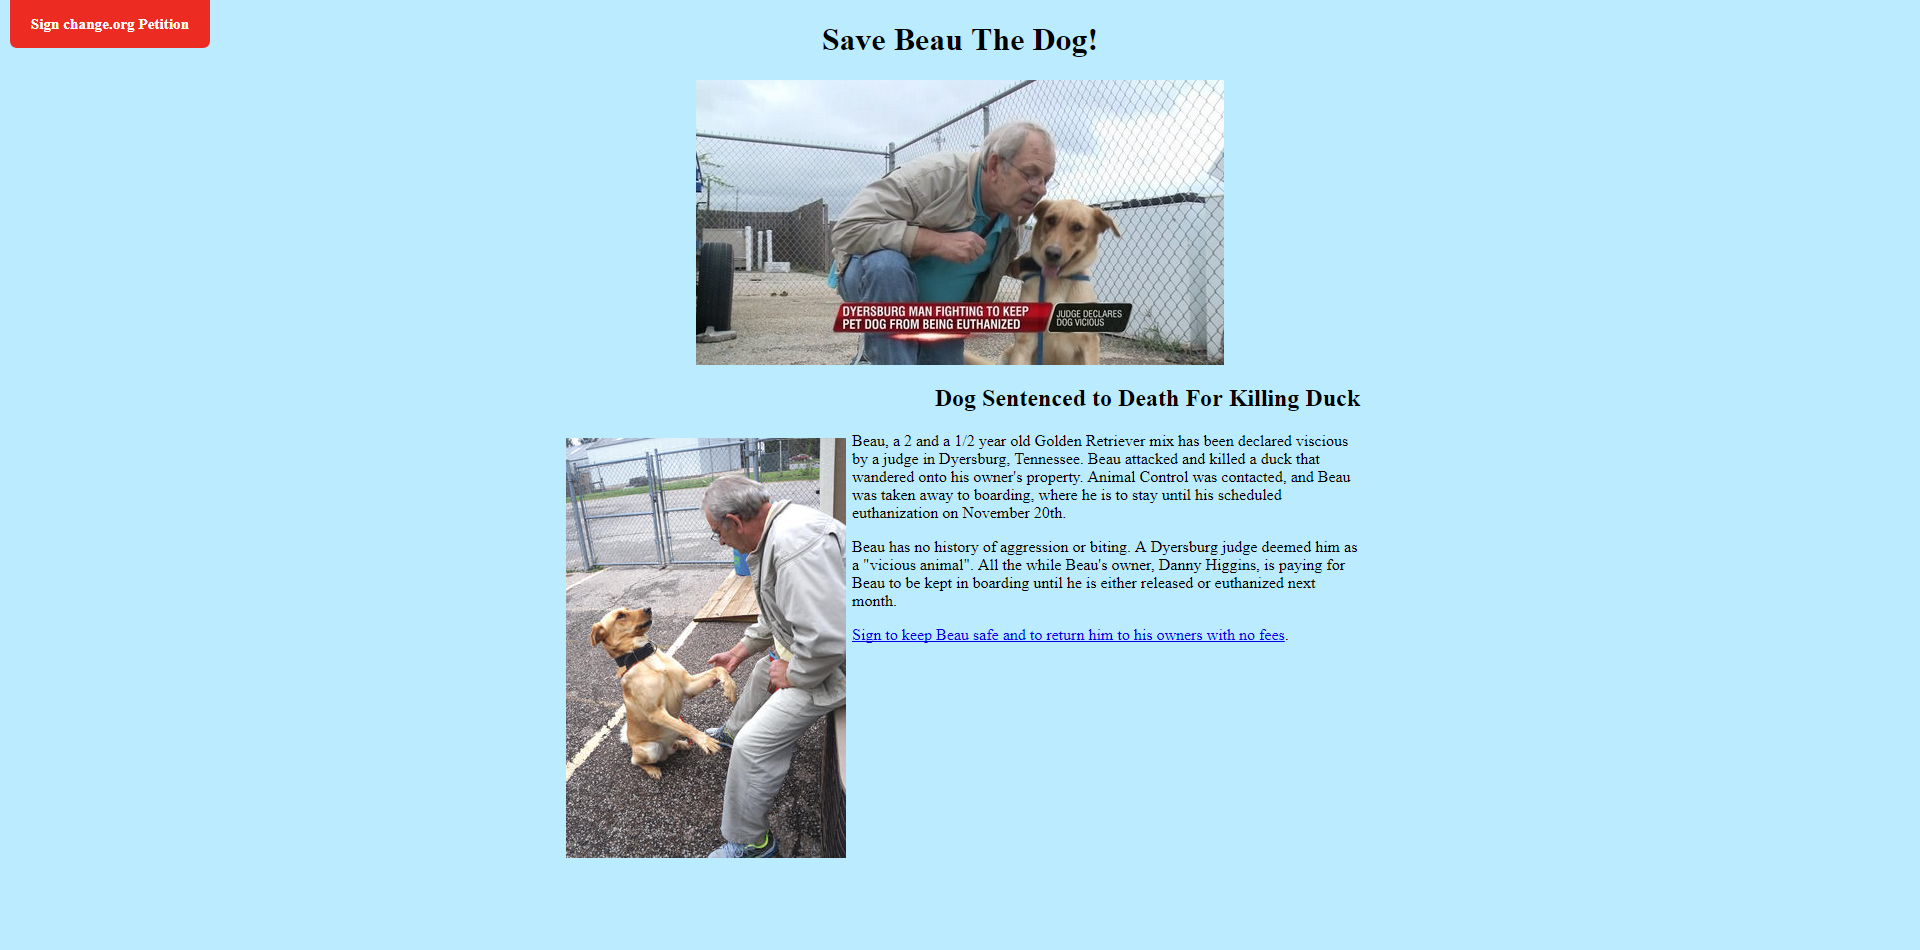 Sign change.org Petition
Save Beau The Dog!
DYERSBURG MAN FIGHTING TO KEEP
PET DOG FROM BEING EUTHANIZED
JUDGE DECLARES
DOG VICIOUS
Dog Sentenced to Death For Killing Duck
Beau, a 2 and a 1/2 year old Golden Retriever mix has been declared viscious
by a judge in Dyersburg, Tennessee. Beau attacked and killed a duck that
wandered onto his owner's property. Animal Control was contacted, and Beau
was taken away to boarding, where he is to stay until his scheduled
euthanization on November 20th.
Beau has no history of aggression or biting. A Dyersburg judge deemed him as
a "vicious animal". All the while Beau's owner, Danny Higgins, is paying for
Beau to be kept in boarding until he is either released or euthanized next
month.
Sign to keep Beau safe and to return him to his owners with no fees.